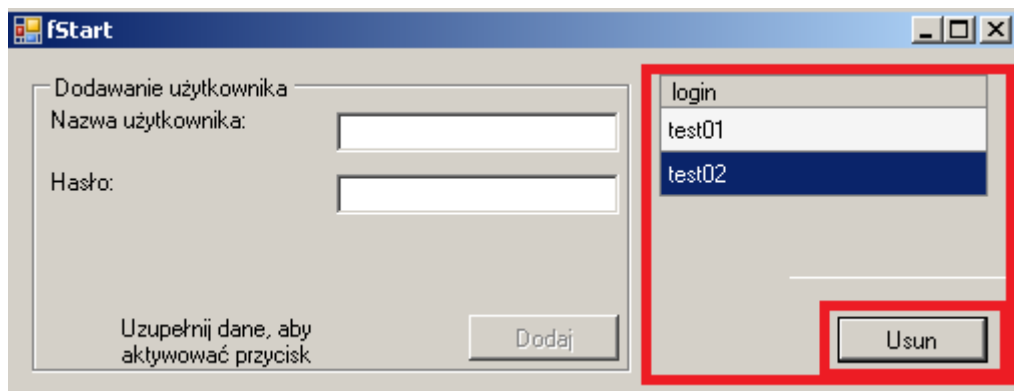 fStart
Dodawanie użytkownika
Nazwa użytkownika:
Hasło:
Uzupełnij dane, aby
aktywować przycisk
Dodaj
login
test01
test02
Usun